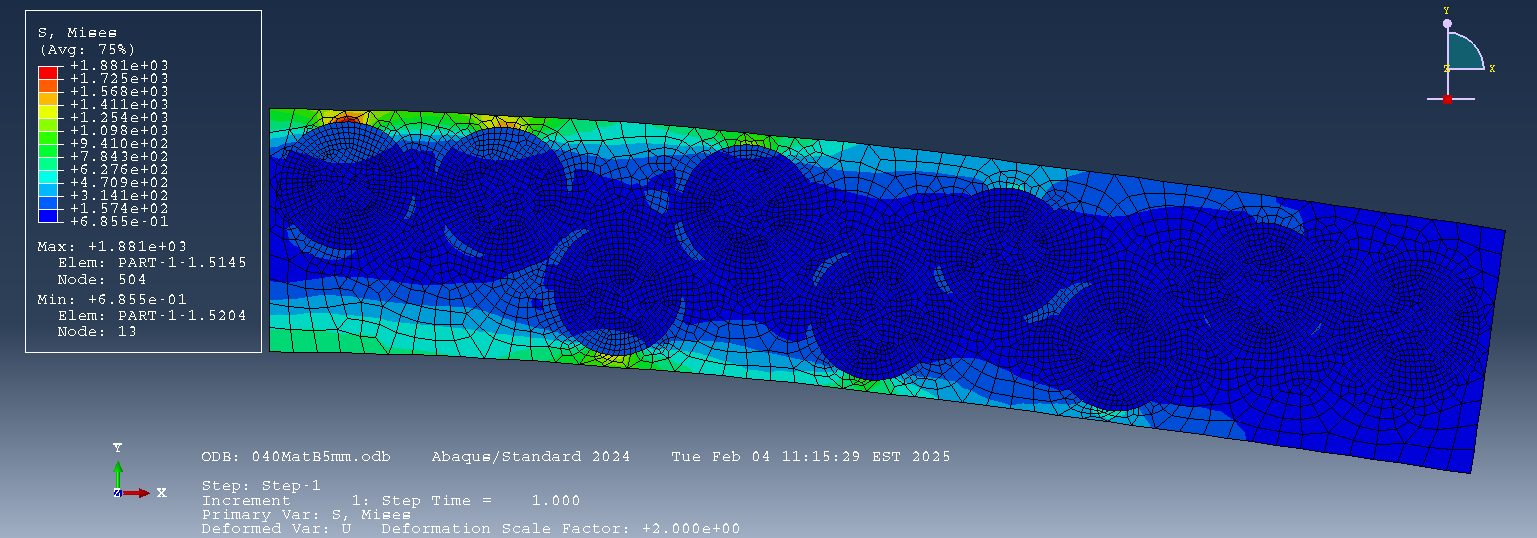 S, Mises
(Avg: 75%)
+1.881e+03
+1.725e+03
+1.568e+03
+1.411e+03
+1.254e+03
+1.098e+03
+9.410e+02
+7.843e+02
+6.276e+02
+4.709e+02
+3.141e+02
+1.574e+02
+6.855e-01
Max: +1.881e+03
Elem: PART-1-1.5145
Node: 504
Min: +6.855e-01
Elem: PART-1-1.5204
Node: 13
Y
Z
X
Y
Z
X
ODB: 040MatB5mm.odb    Abaqus/Standard 2024    Tue Feb 04 11:15:29 EST 2025
Step: Step-1
Increment      1: Step Time =    1.000
Primary Var: S, Mises
Deformed Var: U   Deformation Scale Factor: +2.000e+00